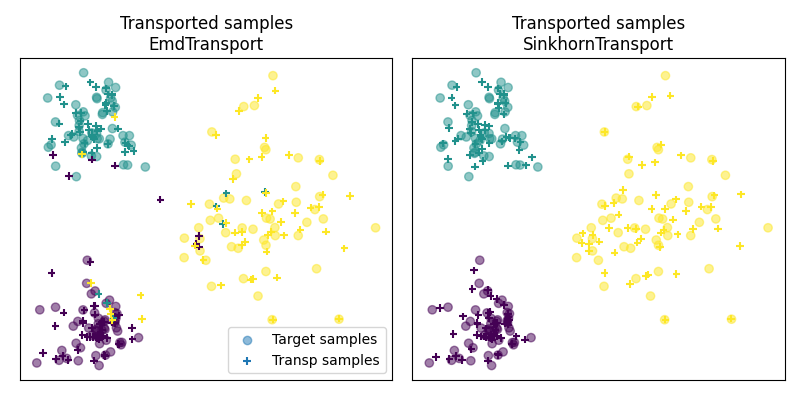 Transported samples
EmdTransport
Transported samples
SinkhornTransport
Target samples
Transp samples